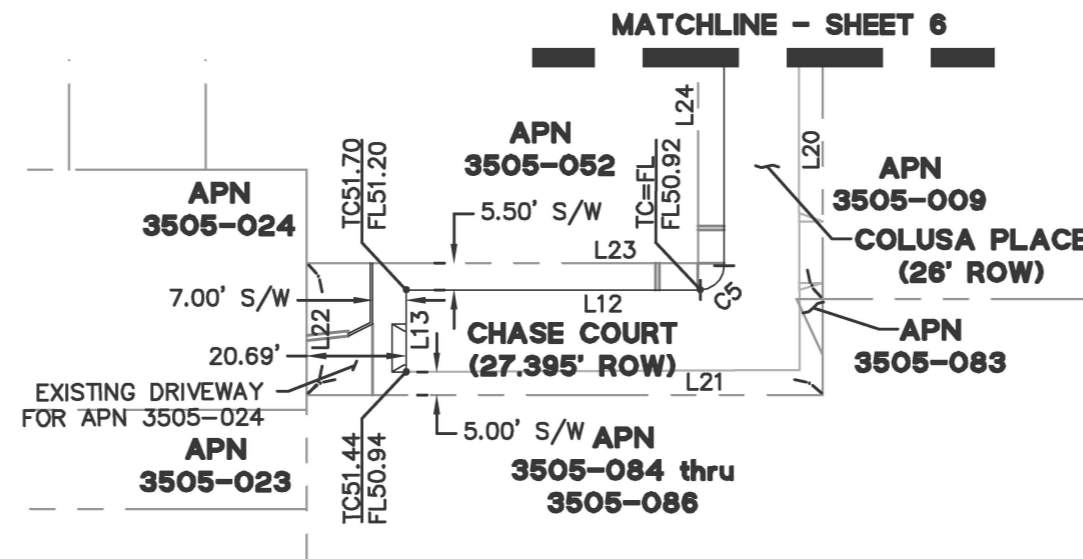 MATCHLINE - SHEET 6
L24
L20
TC51.70
FL51.20
APN
3505-052
TC=FL
FL50.92
APN
3505-024
APN
3505-009
5.50' S/W
COLUSA PLACE
(26' ROW)
L23
7.00' S/W
L22
L13
L12
C5
CHASE COURT
(27.395' ROW)
APN
3505-083
20.69'
L21
EXISTING DRIVEWAY
FOR APN 3505-024
APN
3505-023
TC51.44
FL50.94
5.00' S/W
APN
3505-084 thru
3505-086